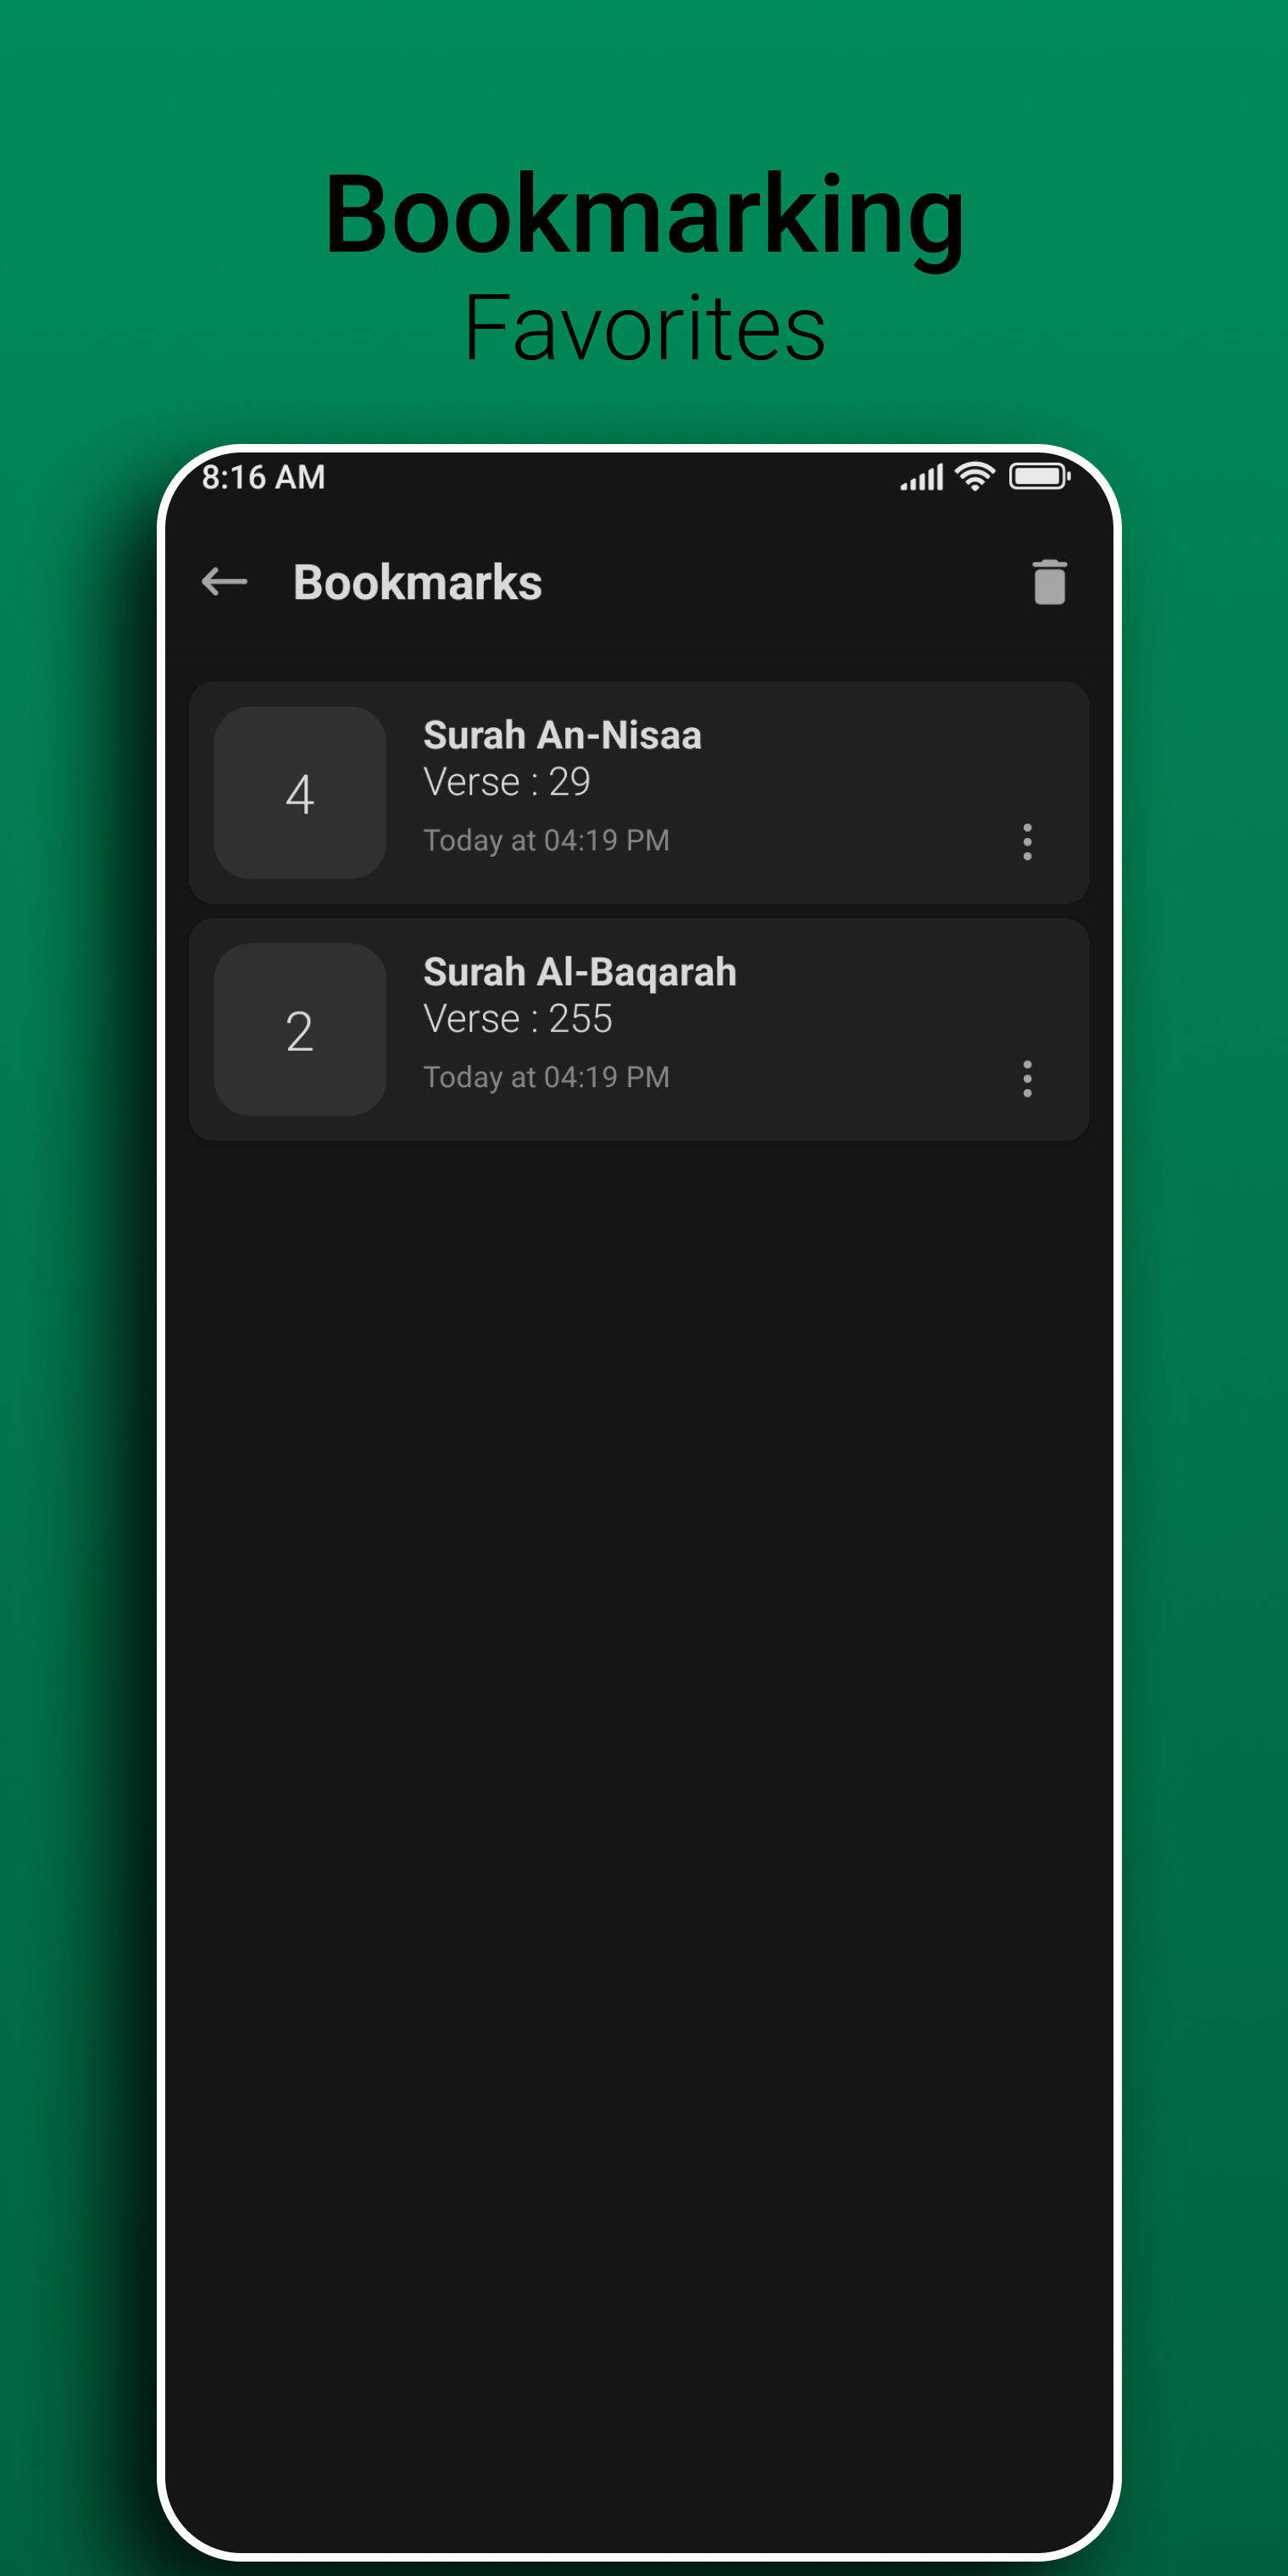 Bookmarking
Favorites
8:16 AM
Bookmarks
4
Surah An-Nisaa
Verse : 29
Today at 04:19 PM
2
Surah Al-Baqarah
Verse : 255
Today at 04:19 PM